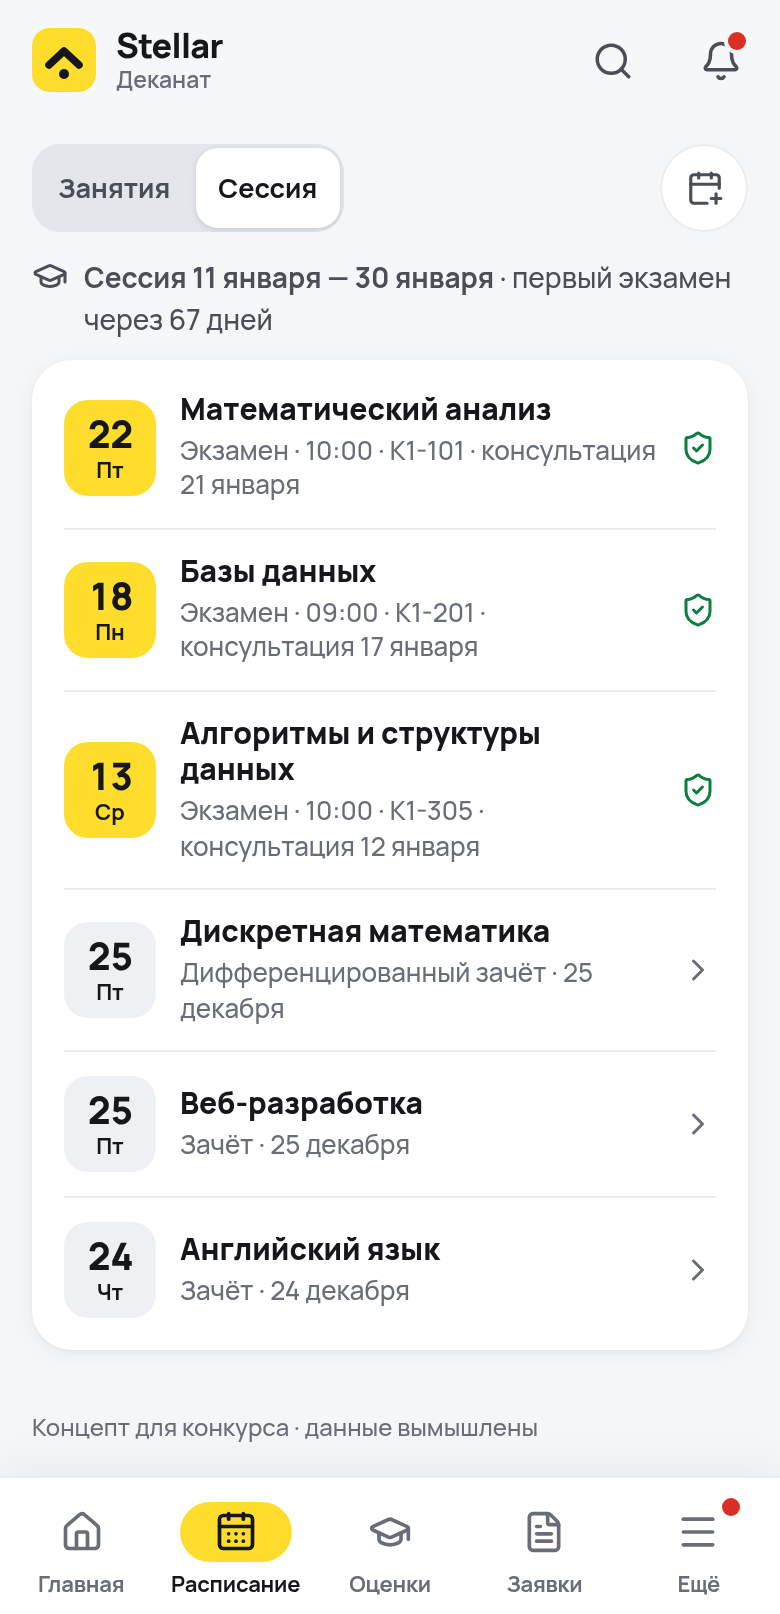 Stellar
Деканат
Занятия
Сессия
Сессия 11 января — 30 января · первый экзамен
через 67 дней
22
Пт
Математический анализ
Экзамен · 10:00 · К1-101 · консультация
21 января
18
Пн
Базы данных
Экзамен · 09:00 · К1-201 ·
консультация 17 января
13
Ср
Алгоритмы и структуры
данных
Экзамен · 10:00 · К1-305 ·
консультация 12 января
25
Пт
Дискретная математика
Дифференцированный зачёт · 25
декабря
25
Пт
Веб-разработка
Зачёт · 25 декабря
24
Чт
Английский язык
Зачёт · 24 декабря
Концепт для конкурса · данные вымышлены
Главная
Расписание
Оценки
Заявки
Ещё